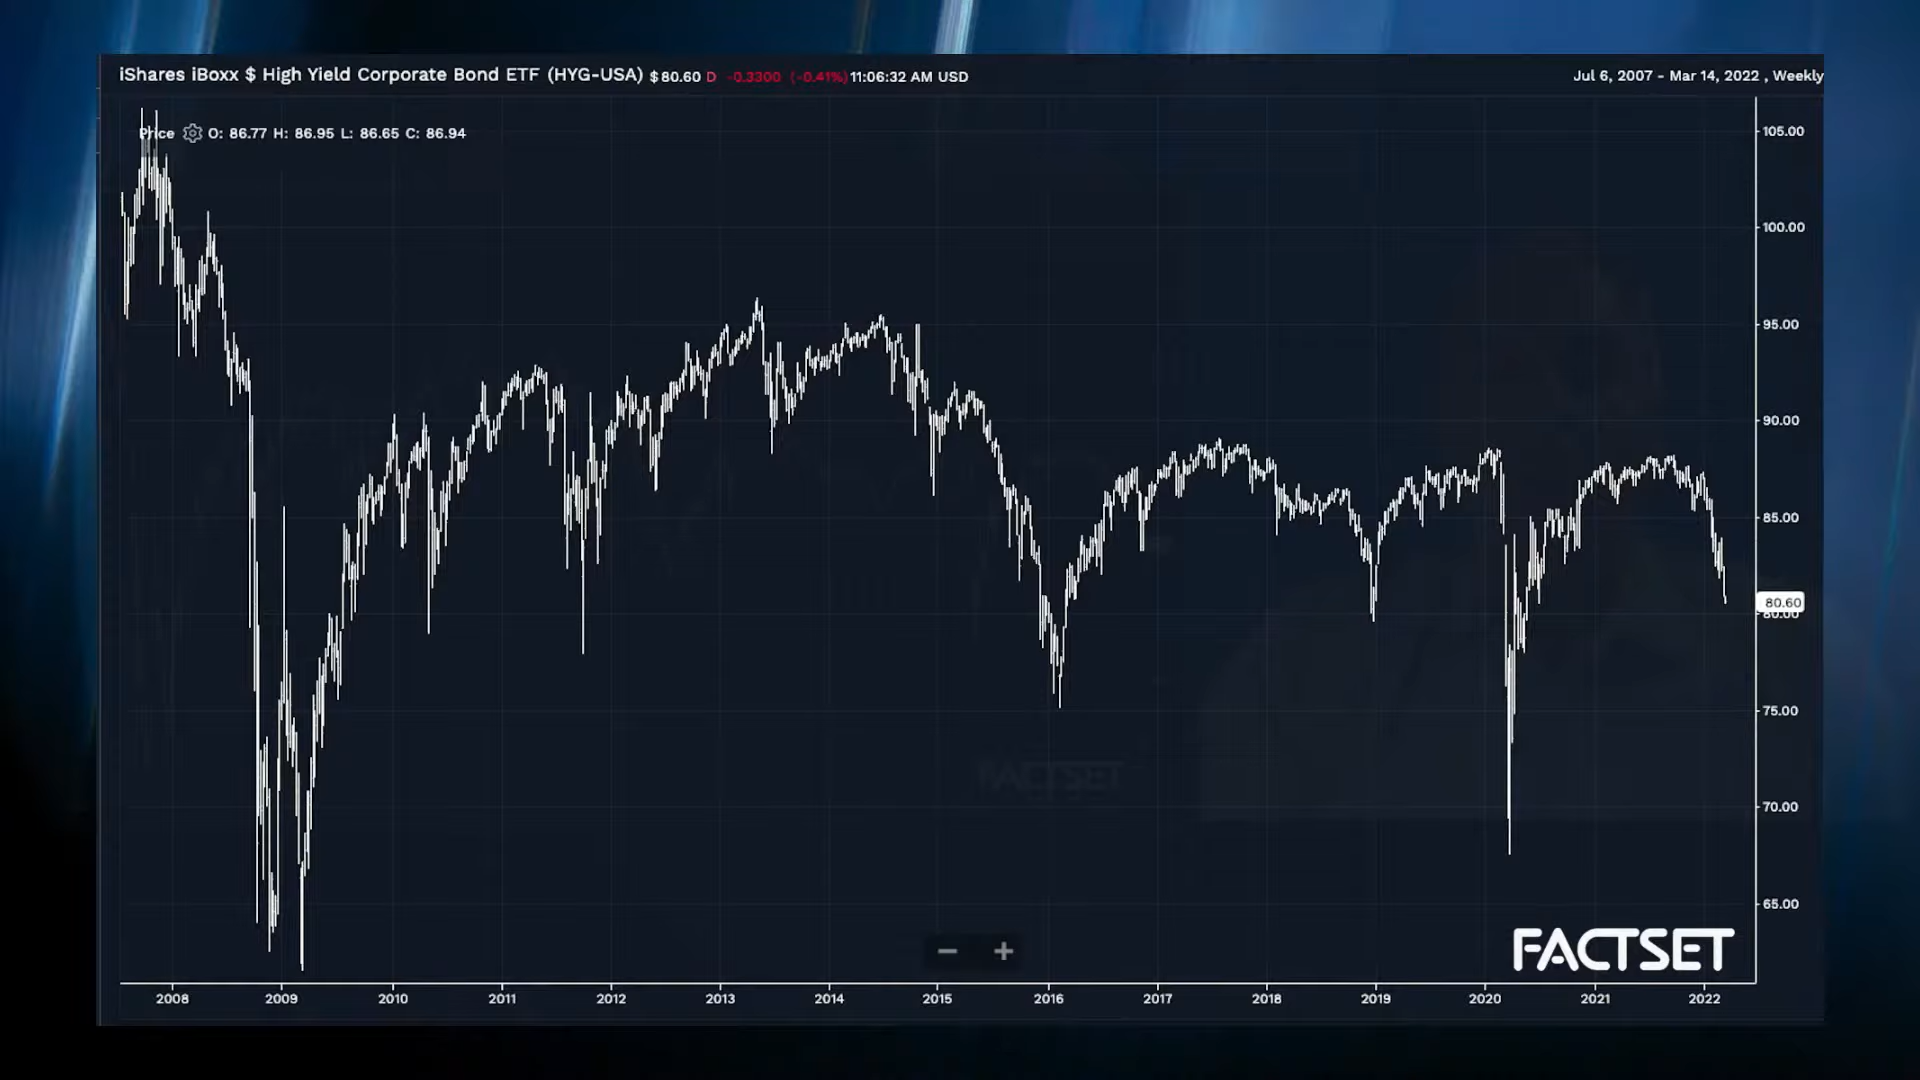 iShares iBoxx $ High Yield Corporate Bond ETF (HYG-USA) $80.60 D -0.3300 (-0.41%) 11:06:32 AM USD
Jul 6, 2007 - Mar 14, 2022 , Weekly
Price O: 86.77 H: 86.95 L: 86.65 C: 86.94
105.00
100.00
95.00
90.00
85.00
80.60
80.00
75.00
70.00
65.00
FACTSET
FACTSET
− +
2008 2009 2010 2011 2012 2013 2014 2015 2016 2017 2018 2019 2020 2021 2022